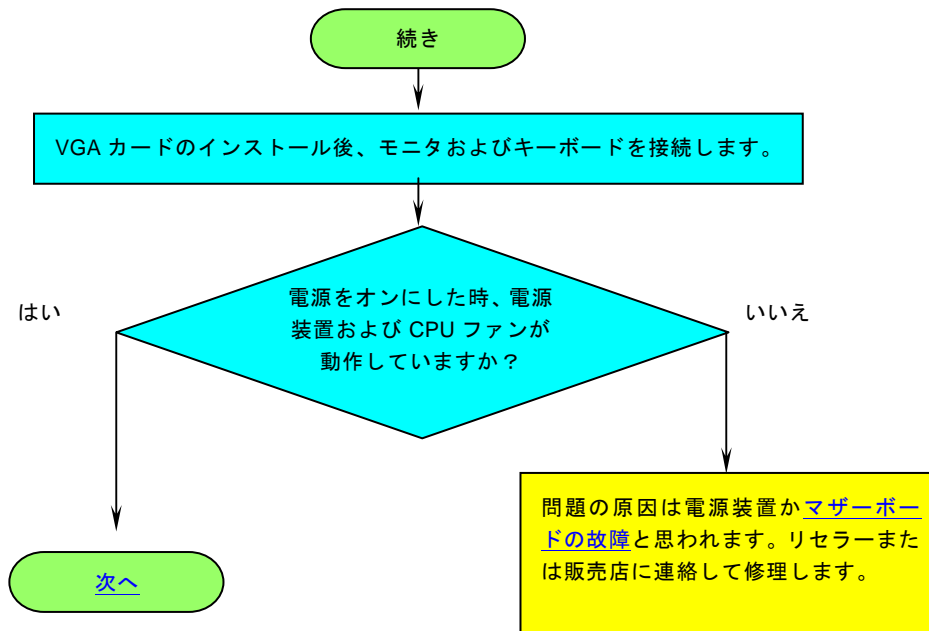 続き
VGA カードのインストール後、モニタおよびキーボードを接続します。
電源をオンにした時、電源
装置および CPU ファンが
動作していますか？
はい
いいえ
問題の原因は電源装置かマザーボー
ドの故障と思われます。リセラーまた
は販売店に連絡して修理します。
次へ